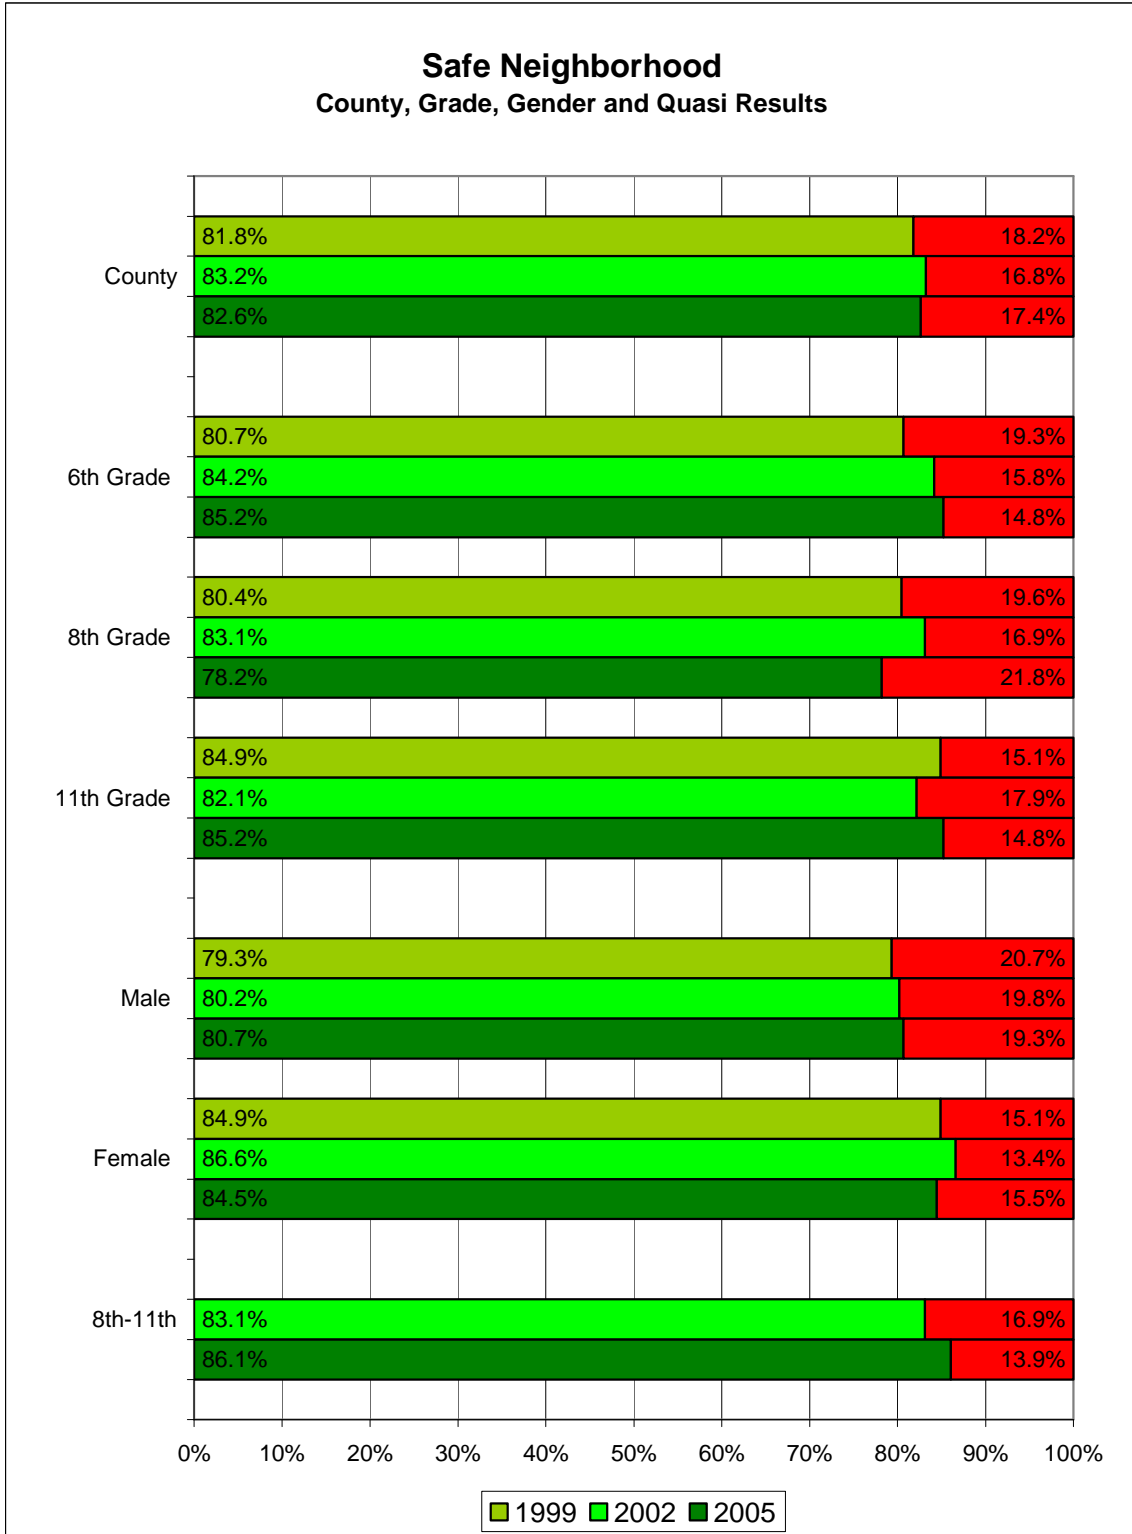 Safe Neighborhood
County, Grade, Gender and Quasi Results
County
81.8% 18.2%
83.2% 16.8%
82.6% 17.4%
6th Grade
80.7% 19.3%
84.2% 15.8%
85.2% 14.8%
8th Grade
80.4% 19.6%
83.1% 16.9%
78.2% 21.8%
11th Grade
84.9% 15.1%
82.1% 17.9%
85.2% 14.8%
Male
79.3% 20.7%
80.2% 19.8%
80.7% 19.3%
Female
84.9% 15.1%
86.6% 13.4%
84.5% 15.5%
8th-11th
83.1% 16.9%
86.1% 13.9%
0% 10% 20% 30% 40% 50% 60% 70% 80% 90% 100%
1999 2002 2005